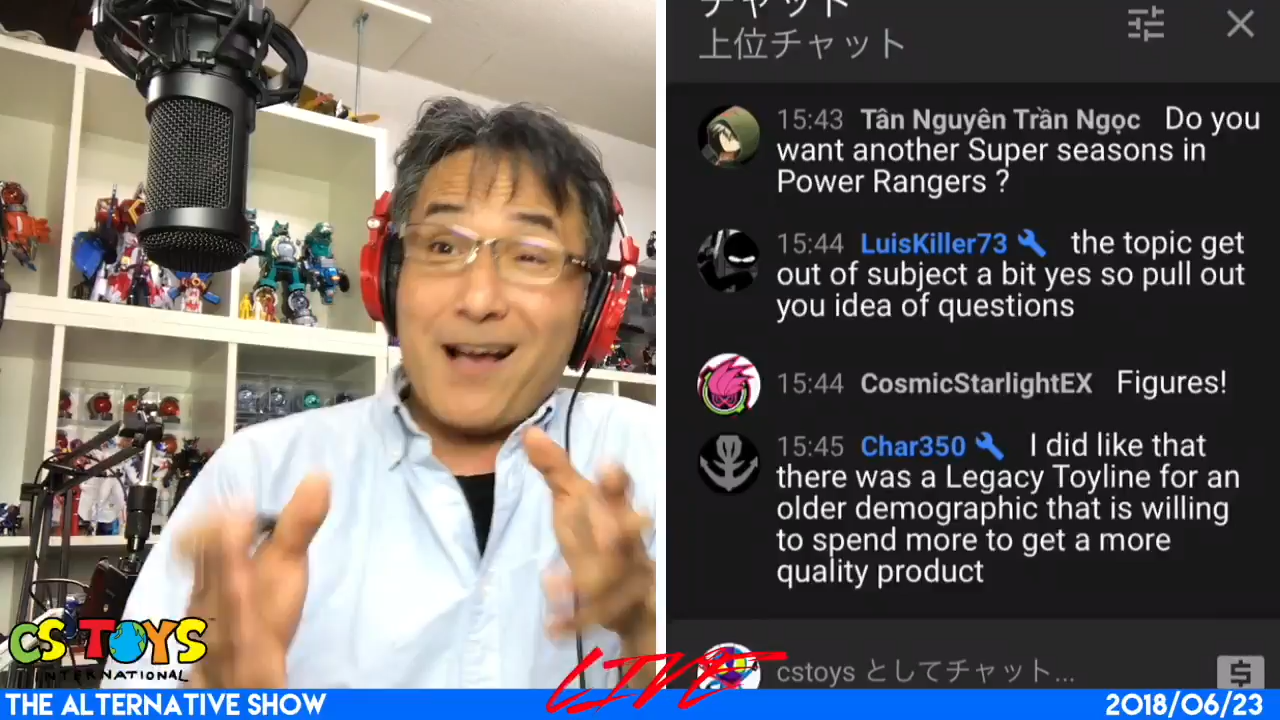 チャット
上位チャット
15:43 Tân Nguyên Trần Ngọc Do you
want another Super seasons in
Power Rangers ?
15:44 LuisKiller73 the topic get
out of subject a bit yes so pull out
you idea of questions
15:44 CosmicStarlightEX Figures!
15:45 Char350 I did like that
there was a Legacy Toyline for an
older demographic that is willing
to spend more to get a more
quality product
cstoys としてチャット...
CS TOYS
INTERNATIONAL
LIVE
THE ALTERNATIVE SHOW
2018/06/23